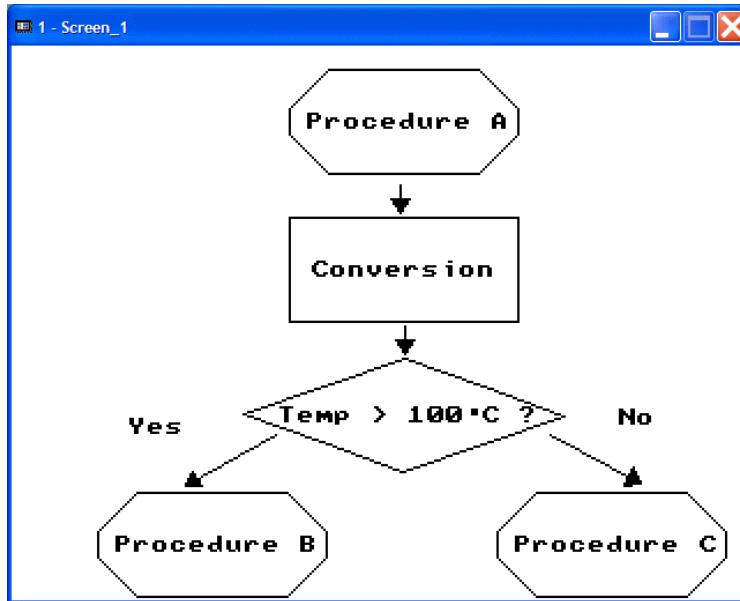 1 - Screen_1
Procedure A
Conversion
Temp > 100°C ?
Yes
No
Procedure B
Procedure C